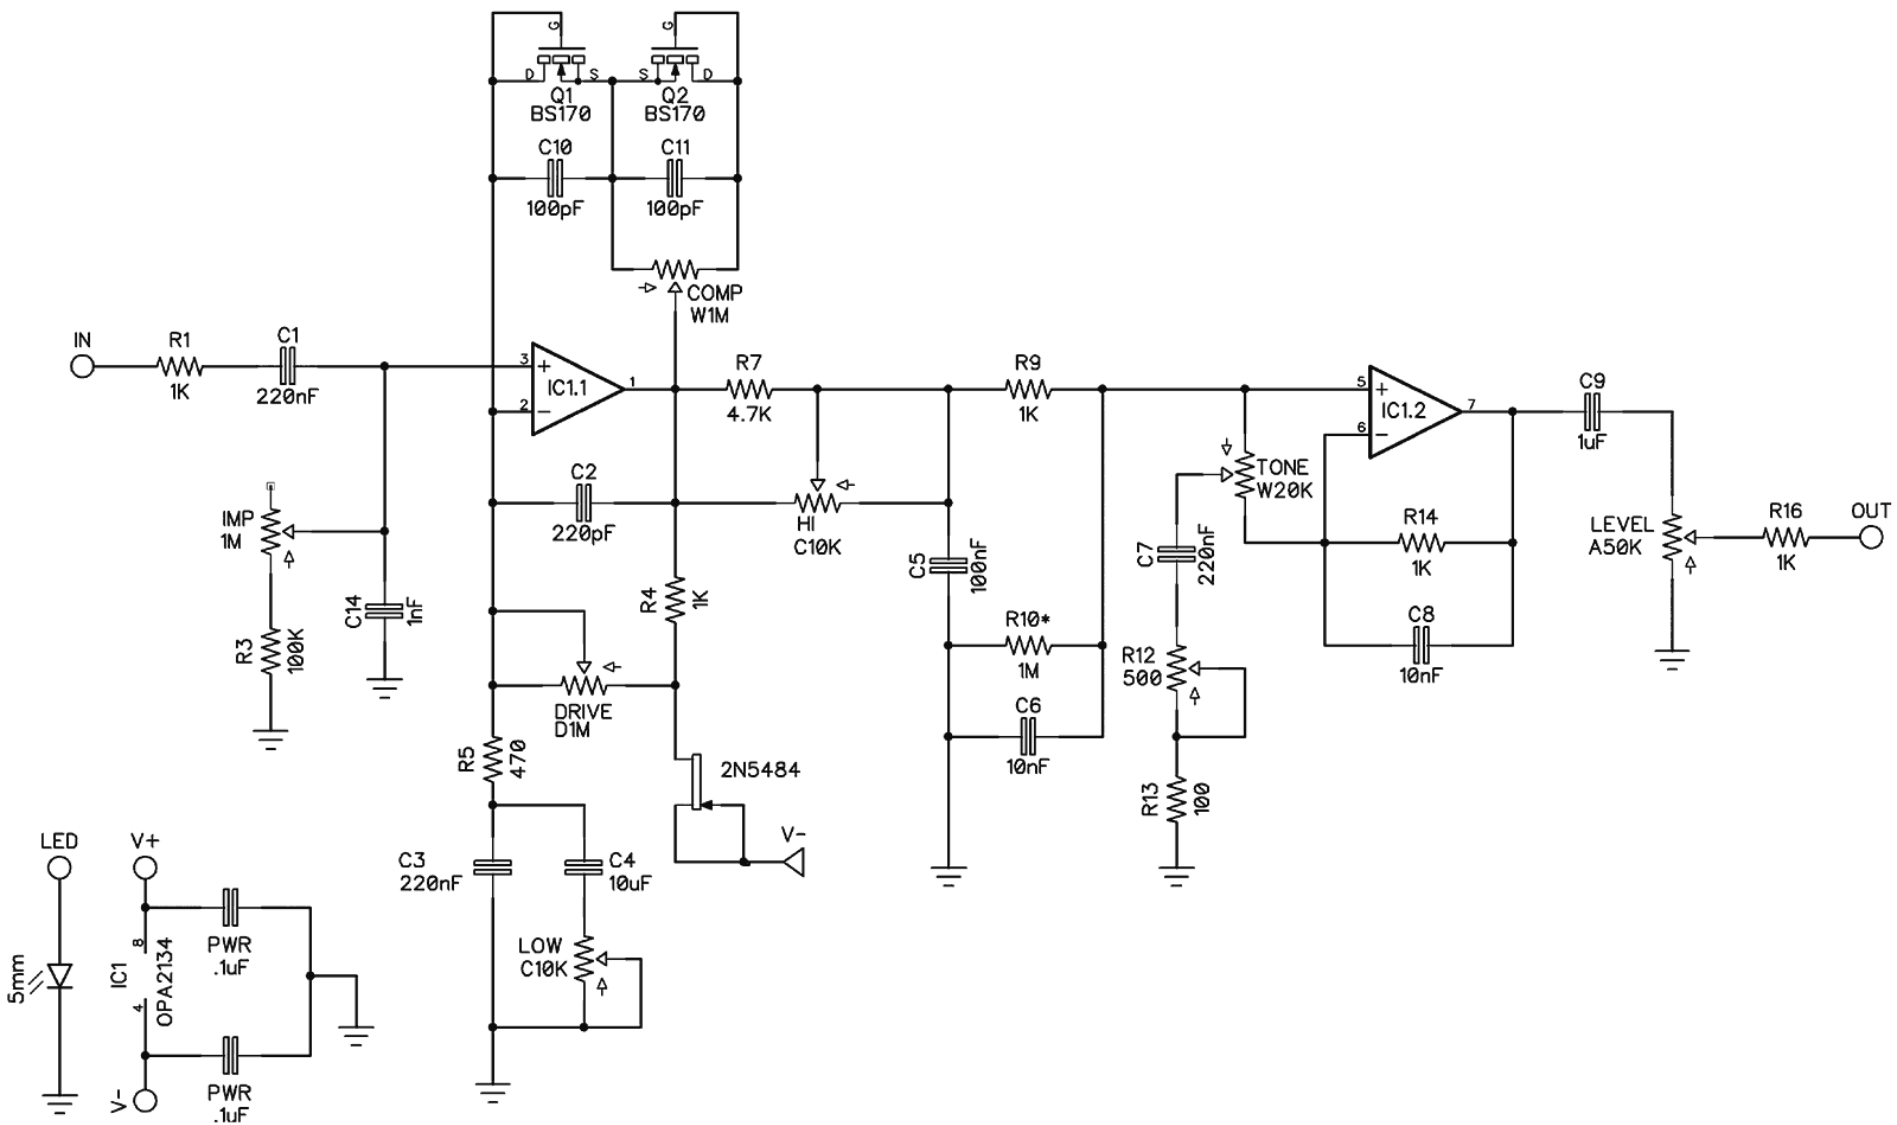 G
G
D
S
S
D
Q1
BS170
Q2
BS170
C10
100pF
C11
100pF
COMP
W1M
IN
R1
1K
C1
220nF
3
+
IC1.1
1
2
−
R7
4.7K
R9
1K
5
+
IC1.2
7
6
−
C9
1uF
C2
220pF
HI
C10K
TONE
W20K
IMP
1M
R3
100K
C14
1nF
R4
1K
DRIVE
D1M
R5
470
C5
100nF
R10*
1M
C6
10nF
C7
220nF
R12
500
R13
100
R14
1K
C8
10nF
LEVEL
A50K
R16
1K
OUT
2N5484
V-
C3
220nF
C4
10uF
LOW
C10K
LED
5mm
V+
8
IC1
OPA2134
4
V-
PWR
.1uF
PWR
.1uF